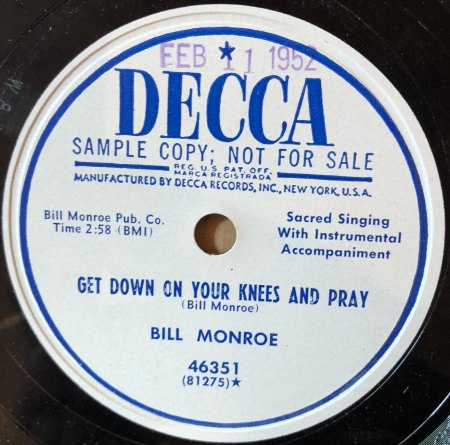 FEB 11 1952
DECCA
SAMPLE COPY; NOT FOR SALE
REG. U.S. PAT. OFF.
MARCA REGISTRADA
MANUFACTURED BY DECCA RECORDS, INC., NEW YORK, U.S.A.
Bill Monroe Pub. Co.
Time 2:58 (BMI)
Sacred Singing
With Instrumental
Accompaniment
GET DOWN ON YOUR KNEES AND PRAY
(Bill Monroe)
BILL MONROE
46351
(81275)★